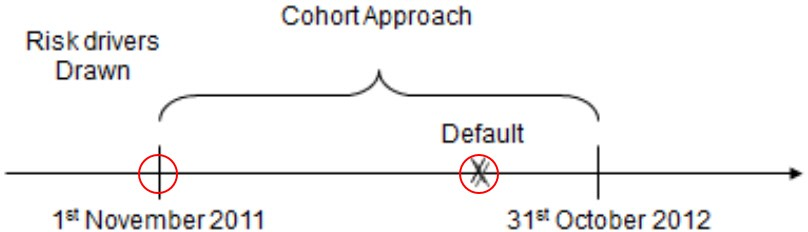 Cohort Approach
Risk drivers
Drawn
Default
X
1st November 2011
31st October 2012